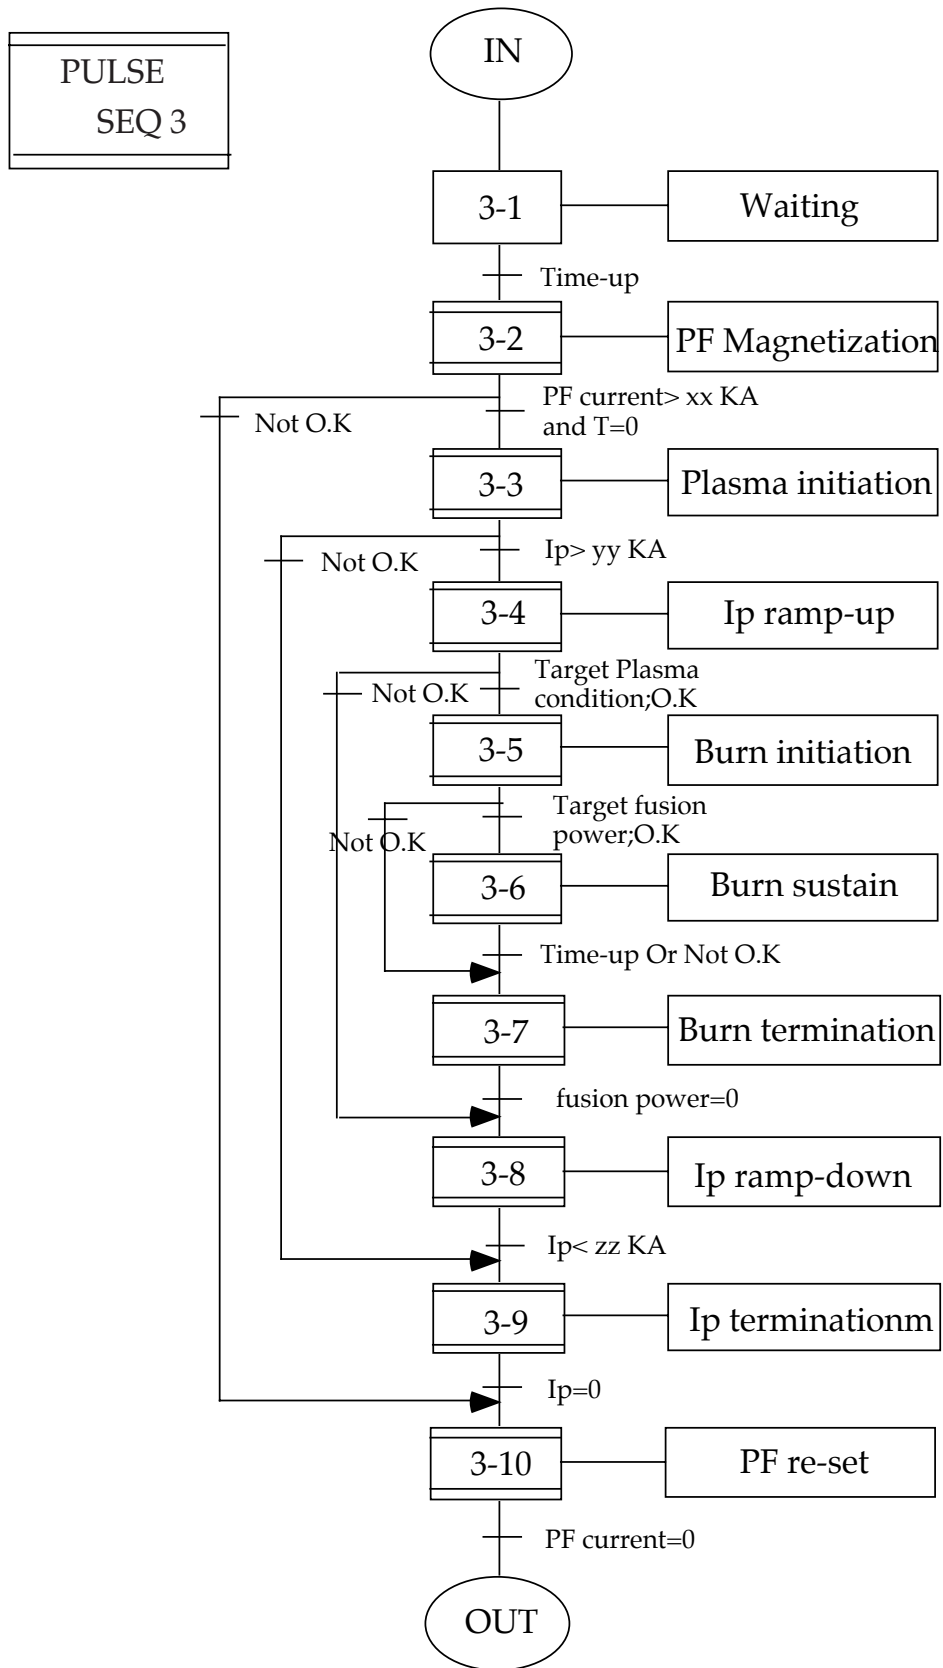 PULSE
SEQ 3
IN
3-1
Waiting
Time-up
3-2
PF Magnetization
PF current> xx KA
and T=0
Not O.K
3-3
Plasma initiation
Ip> yy KA
Not O.K
3-4
Ip ramp-up
Target Plasma
condition;O.K
Not O.K
3-5
Burn initiation
Target fusion
power;O.K
Not O.K
3-6
Burn sustain
Time-up Or Not O.K
3-7
Burn termination
fusion power=0
3-8
Ip ramp-down
Ip< zz KA
3-9
Ip terminationm
Ip=0
3-10
PF re-set
PF current=0
OUT